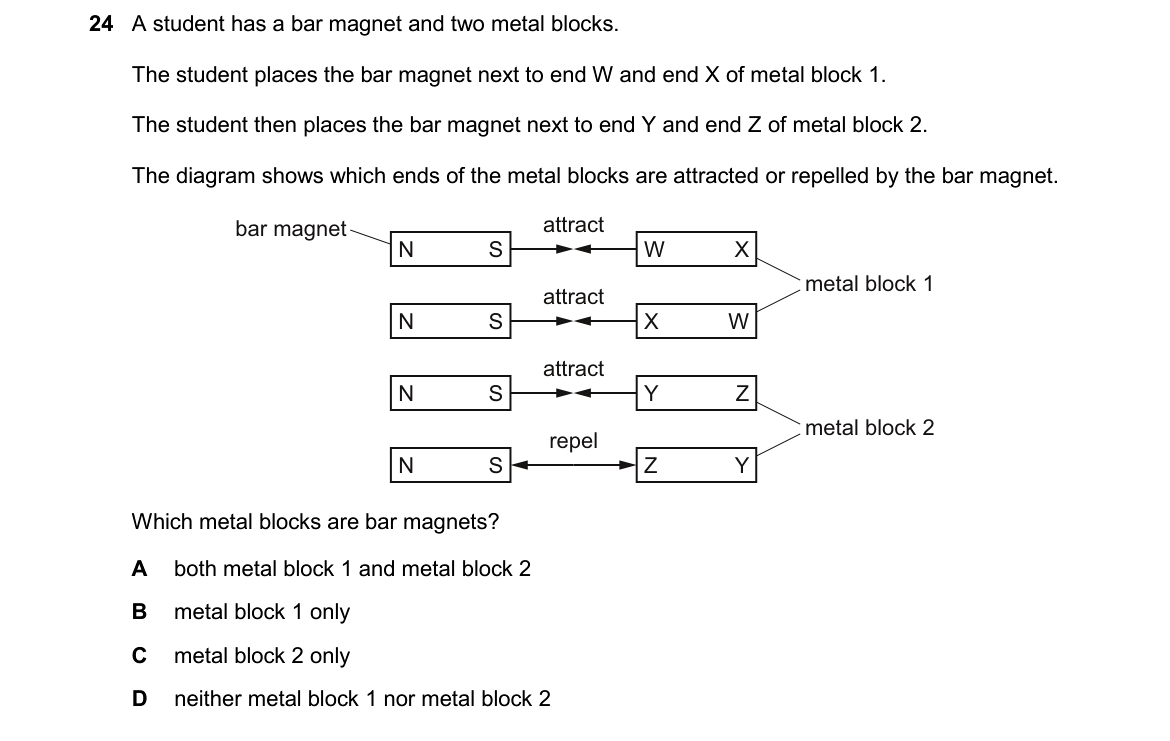 24 A student has a bar magnet and two metal blocks.
The student places the bar magnet next to end W and end X of metal block 1.
The student then places the bar magnet next to end Y and end Z of metal block 2.
The diagram shows which ends of the metal blocks are attracted or repelled by the bar magnet.
bar magnet
attract
N S W X
metal block 1
attract
N S X W
attract
N S Y Z
metal block 2
repel
N S Z Y
Which metal blocks are bar magnets?
A both metal block 1 and metal block 2
B metal block 1 only
C metal block 2 only
D neither metal block 1 nor metal block 2